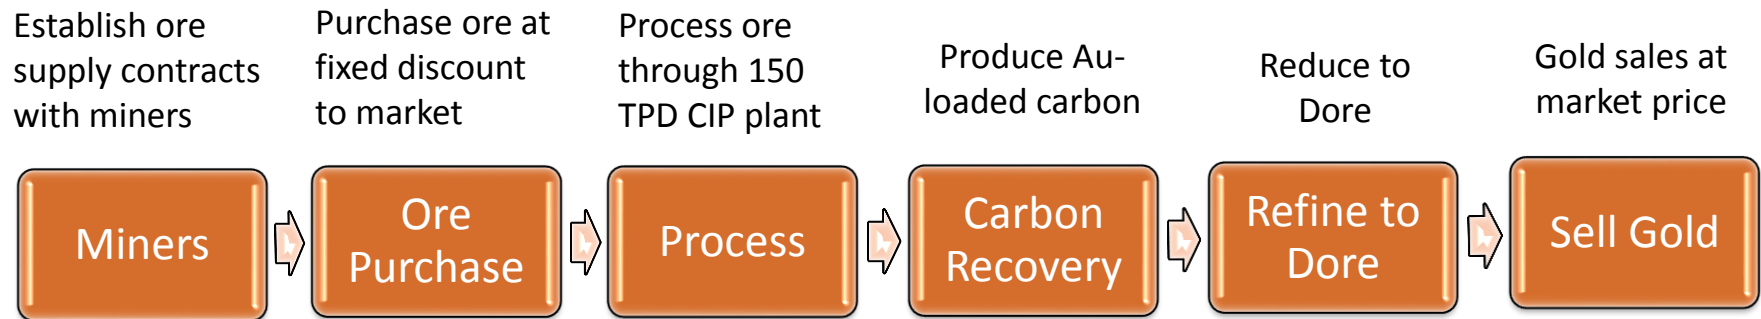 Establish ore
supply contracts
with miners
Purchase ore at
fixed discount
to market
Process ore
through 150
TPD CIP plant
Produce Au-
loaded carbon
Reduce to
Dore
Gold sales at
market price
Miners
Ore
Purchase
Process
Carbon
Recovery
Refine to
Dore
Sell Gold